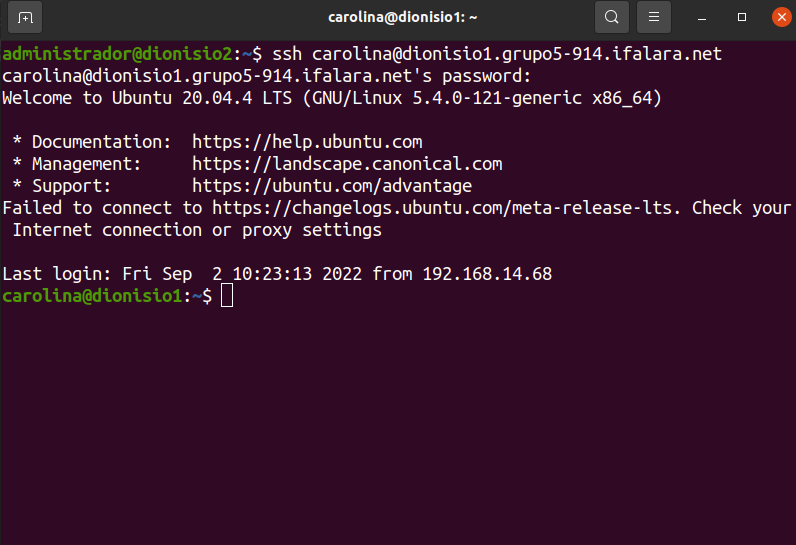 carolina@dionisio1: ~
administrador@dionisio2:~$ ssh carolina@dionisio1.grupo5-914.ifalara.net
carolina@dionisio1.grupo5-914.ifalara.net's password:
Welcome to Ubuntu 20.04.4 LTS (GNU/Linux 5.4.0-121-generic x86_64)

 * Documentation:  https://help.ubuntu.com
 * Management:     https://landscape.canonical.com
 * Support:        https://ubuntu.com/advantage
Failed to connect to https://changelogs.ubuntu.com/meta-release-lts. Check your
 Internet connection or proxy settings

Last login: Fri Sep  2 10:23:13 2022 from 192.168.14.68
carolina@dionisio1:~$